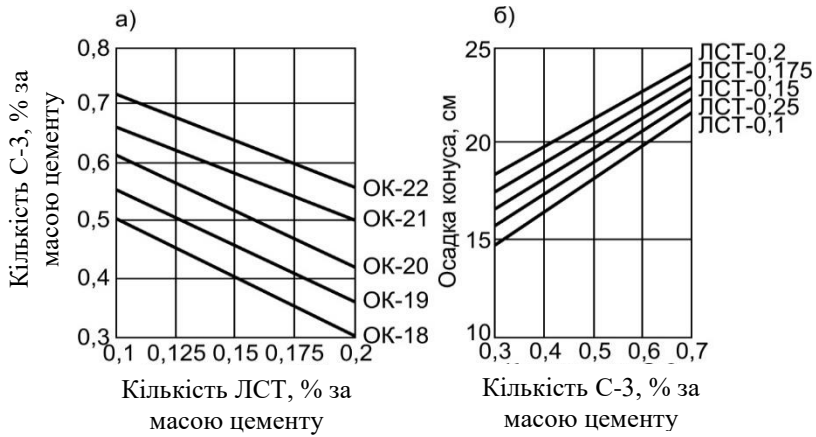 а)
Кількість С-3, % за
масою цементу
0,8
0,7
0,6
0,5
0,4
0,3
0,1 0,125 0,15 0,175 0,2
ОК-22
ОК-21
ОК-20
ОК-19
ОК-18
Кількість ЛСТ, % за
масою цементу
б)
Осадка конуса, см
25
20
15
10
0,3 0,4 0,5 0,6 0,7
ЛСТ-0,2
ЛСТ-0,175
ЛСТ-0,15
ЛСТ-0,25
ЛСТ-0,1
Кількість С-3, % за
масою цементу